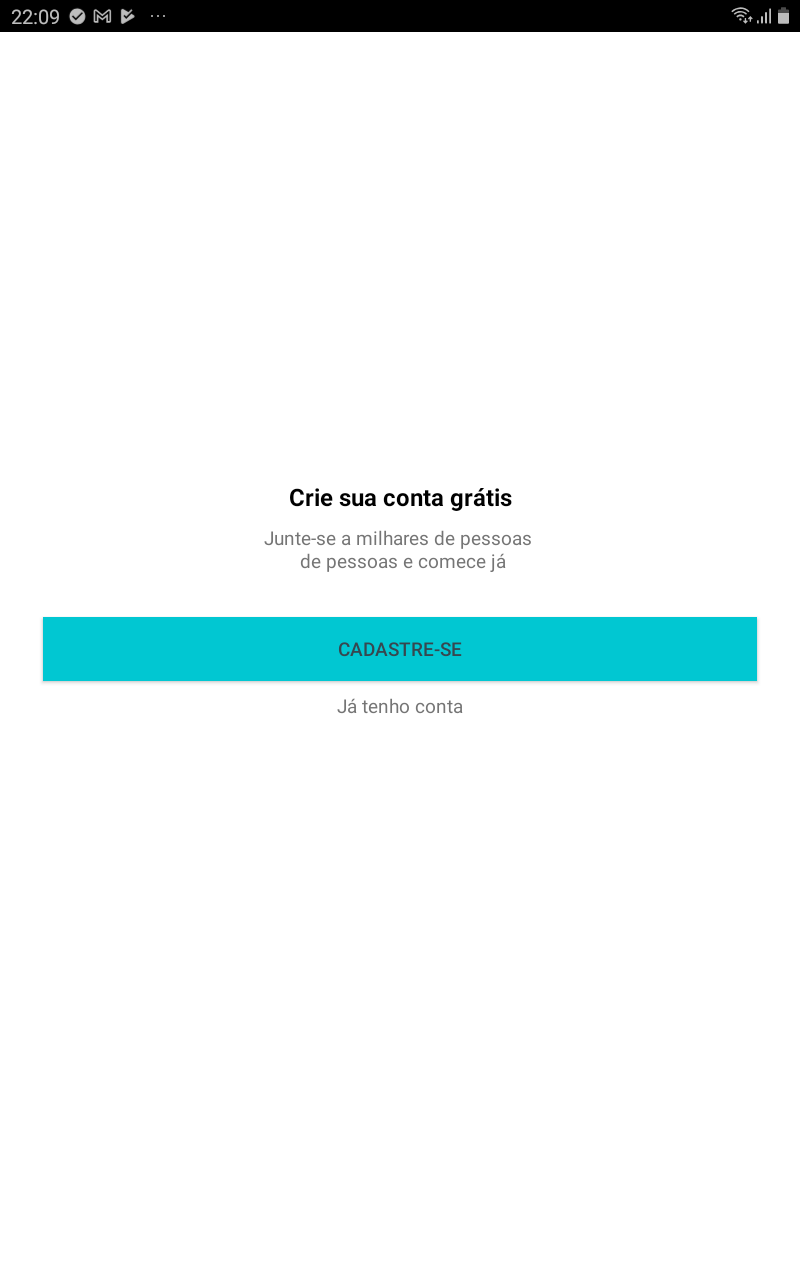 22:09
Crie sua conta grátis
Junte-se a milhares de pessoas
de pessoas e comece já
CADASTRE-SE
Já tenho conta